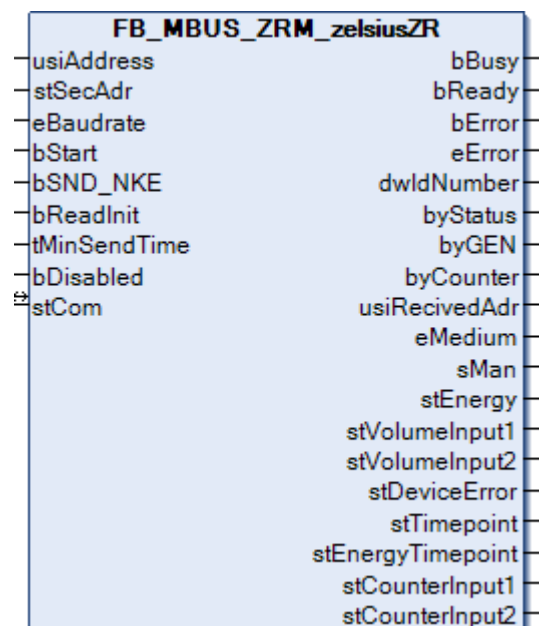 FB_MBUS_ZRM_zelsiusZR
usiAddress bBusy
stSecAdr bReady
eBaudrate bError
bStart eError
bSND_NKE dwIdNumber
bReadInit byStatus
tMinSendTime byGEN
bDisabled byCounter
stCom usiRecivedAdr
eMedium
sMan
stEnergy
stVolumeInput1
stVolumeInput2
stDeviceError
stTimepoint
stEnergyTimepoint
stCounterInput1
stCounterInput2